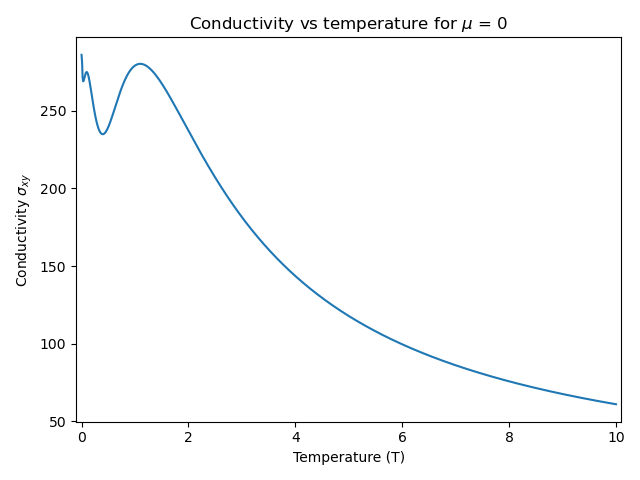 Conductivity vs temperature for μ = 0
Conductivity σxy
250
200
150
100
50
0 2 4 6 8 10
Temperature (T)